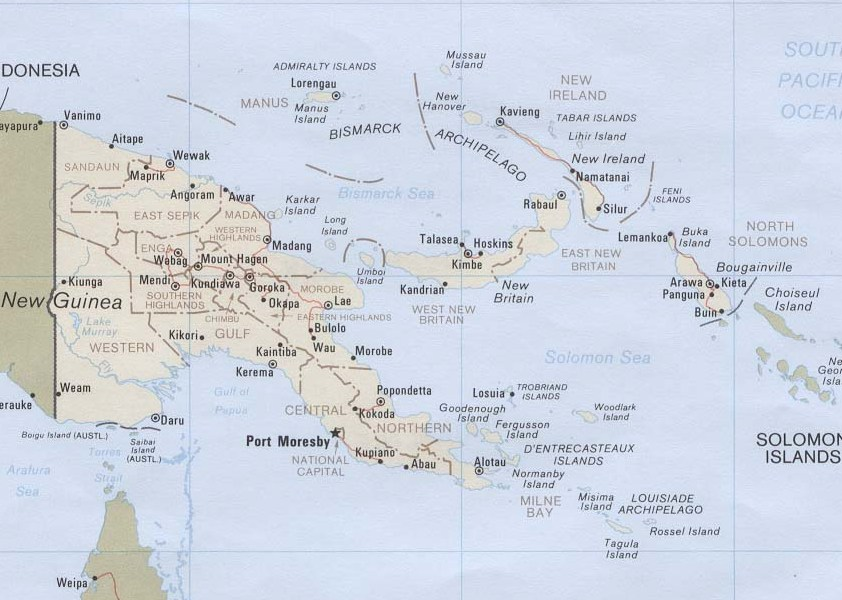 SOUT
PACIFI
OCEA
DONESIA
ayapura
Vanimo
Aitape
SANDAUN
Maprik
Wewak
Angoram
Sepik
EAST SEPIK
ADMIRALTY ISLANDS
Lorengau
MANUS
Manus
Island
BISMARCK
ARCHIPELAGO
Mussau
Island
New
Hanover
Kavieng
NEW
IRELAND
TABAR ISLANDS
Lihir Island
New Ireland
Namatanai
Silur
FENI
ISLANDS
Rabaul
Bismarck Sea
Awar
MADANG
Karkar
Island
Long
Island
Madang
WESTERN
HIGHLANDS
ENGA
Wabag
Mount Hagen
Mendi
Kundiawa
Goroka
SOUTHERN
HIGHLANDS
CHIMBU
Okapa
MOROBE
Lae
EASTERN HIGHLANDS
Umboi
Island
Talasea
Hoskins
Kimbe
Kandrian
EAST NEW
BRITAIN
New
Britain
WEST NEW
BRITAIN
Lemankoa
Buka
Island
NORTH
SOLOMONS
Bougainville
Arawa
Kieta
Panguna
Buin
Choiseul
Island
Kiunga
New Guinea
Lake
Murray
WESTERN
Kikori
GULF
Bulolo
Wau
Kaintiba
Kerema
Morobe
Solomon Sea
Ne
Geor
Isla
Weam
erauke
Daru
Gulf of
Papua
Popondetta
CENTRAL
Kokoda
NORTHERN
Losuia
TROBRIAND
ISLANDS
Goodenough
Island
Fergusson
Island
Woodlark
Island
SOLOMON
ISLANDS
Boigu Island (AUSTL.)
Saibai
Island
(AUSTL.)
Port Moresby
NATIONAL
CAPITAL
Kupiano
Abau
Alotau
D'ENTRECASTEAUX
ISLANDS
Normanby
Island
MILNE
BAY
Misima
Island
LOUISIADE
ARCHIPELAGO
Rossel Island
Tagula
Island
Arafura
Sea
Torres
Strait
Weipa